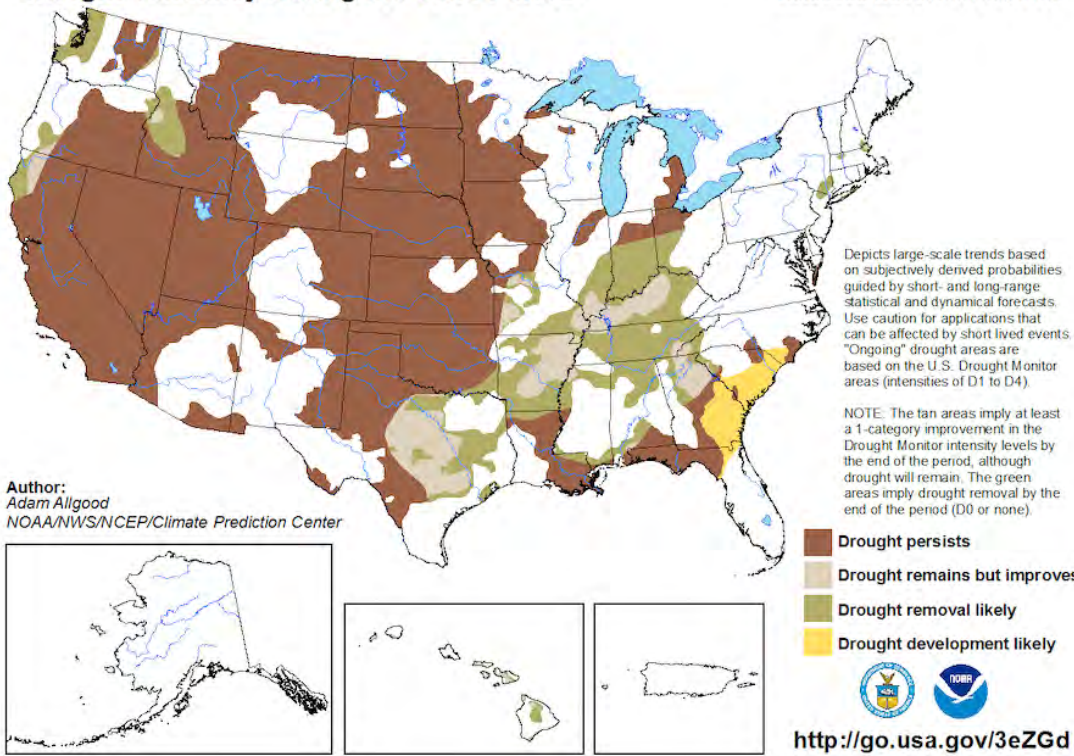 Depicts large-scale trends based
on subjectively derived probabilities
guided by short- and long-range
statistical and dynamical forecasts.
Use caution for applications that
can be affected by short lived events.
"Ongoing" drought areas are
based on the U.S. Drought Monitor
areas (intensities of D1 to D4).
NOTE: The tan areas imply at least
a 1-category improvement in the
Drought Monitor intensity levels by
the end of the period, although
drought will remain. The green
areas imply drought removal by the
end of the period (D0 or none).
Author:
Adam Allgood
NOAA/NWS/NCEP/Climate Prediction Center
Drought persists
Drought remains but improves
Drought removal likely
Drought development likely
NOAA
http://go.usa.gov/3eZGd